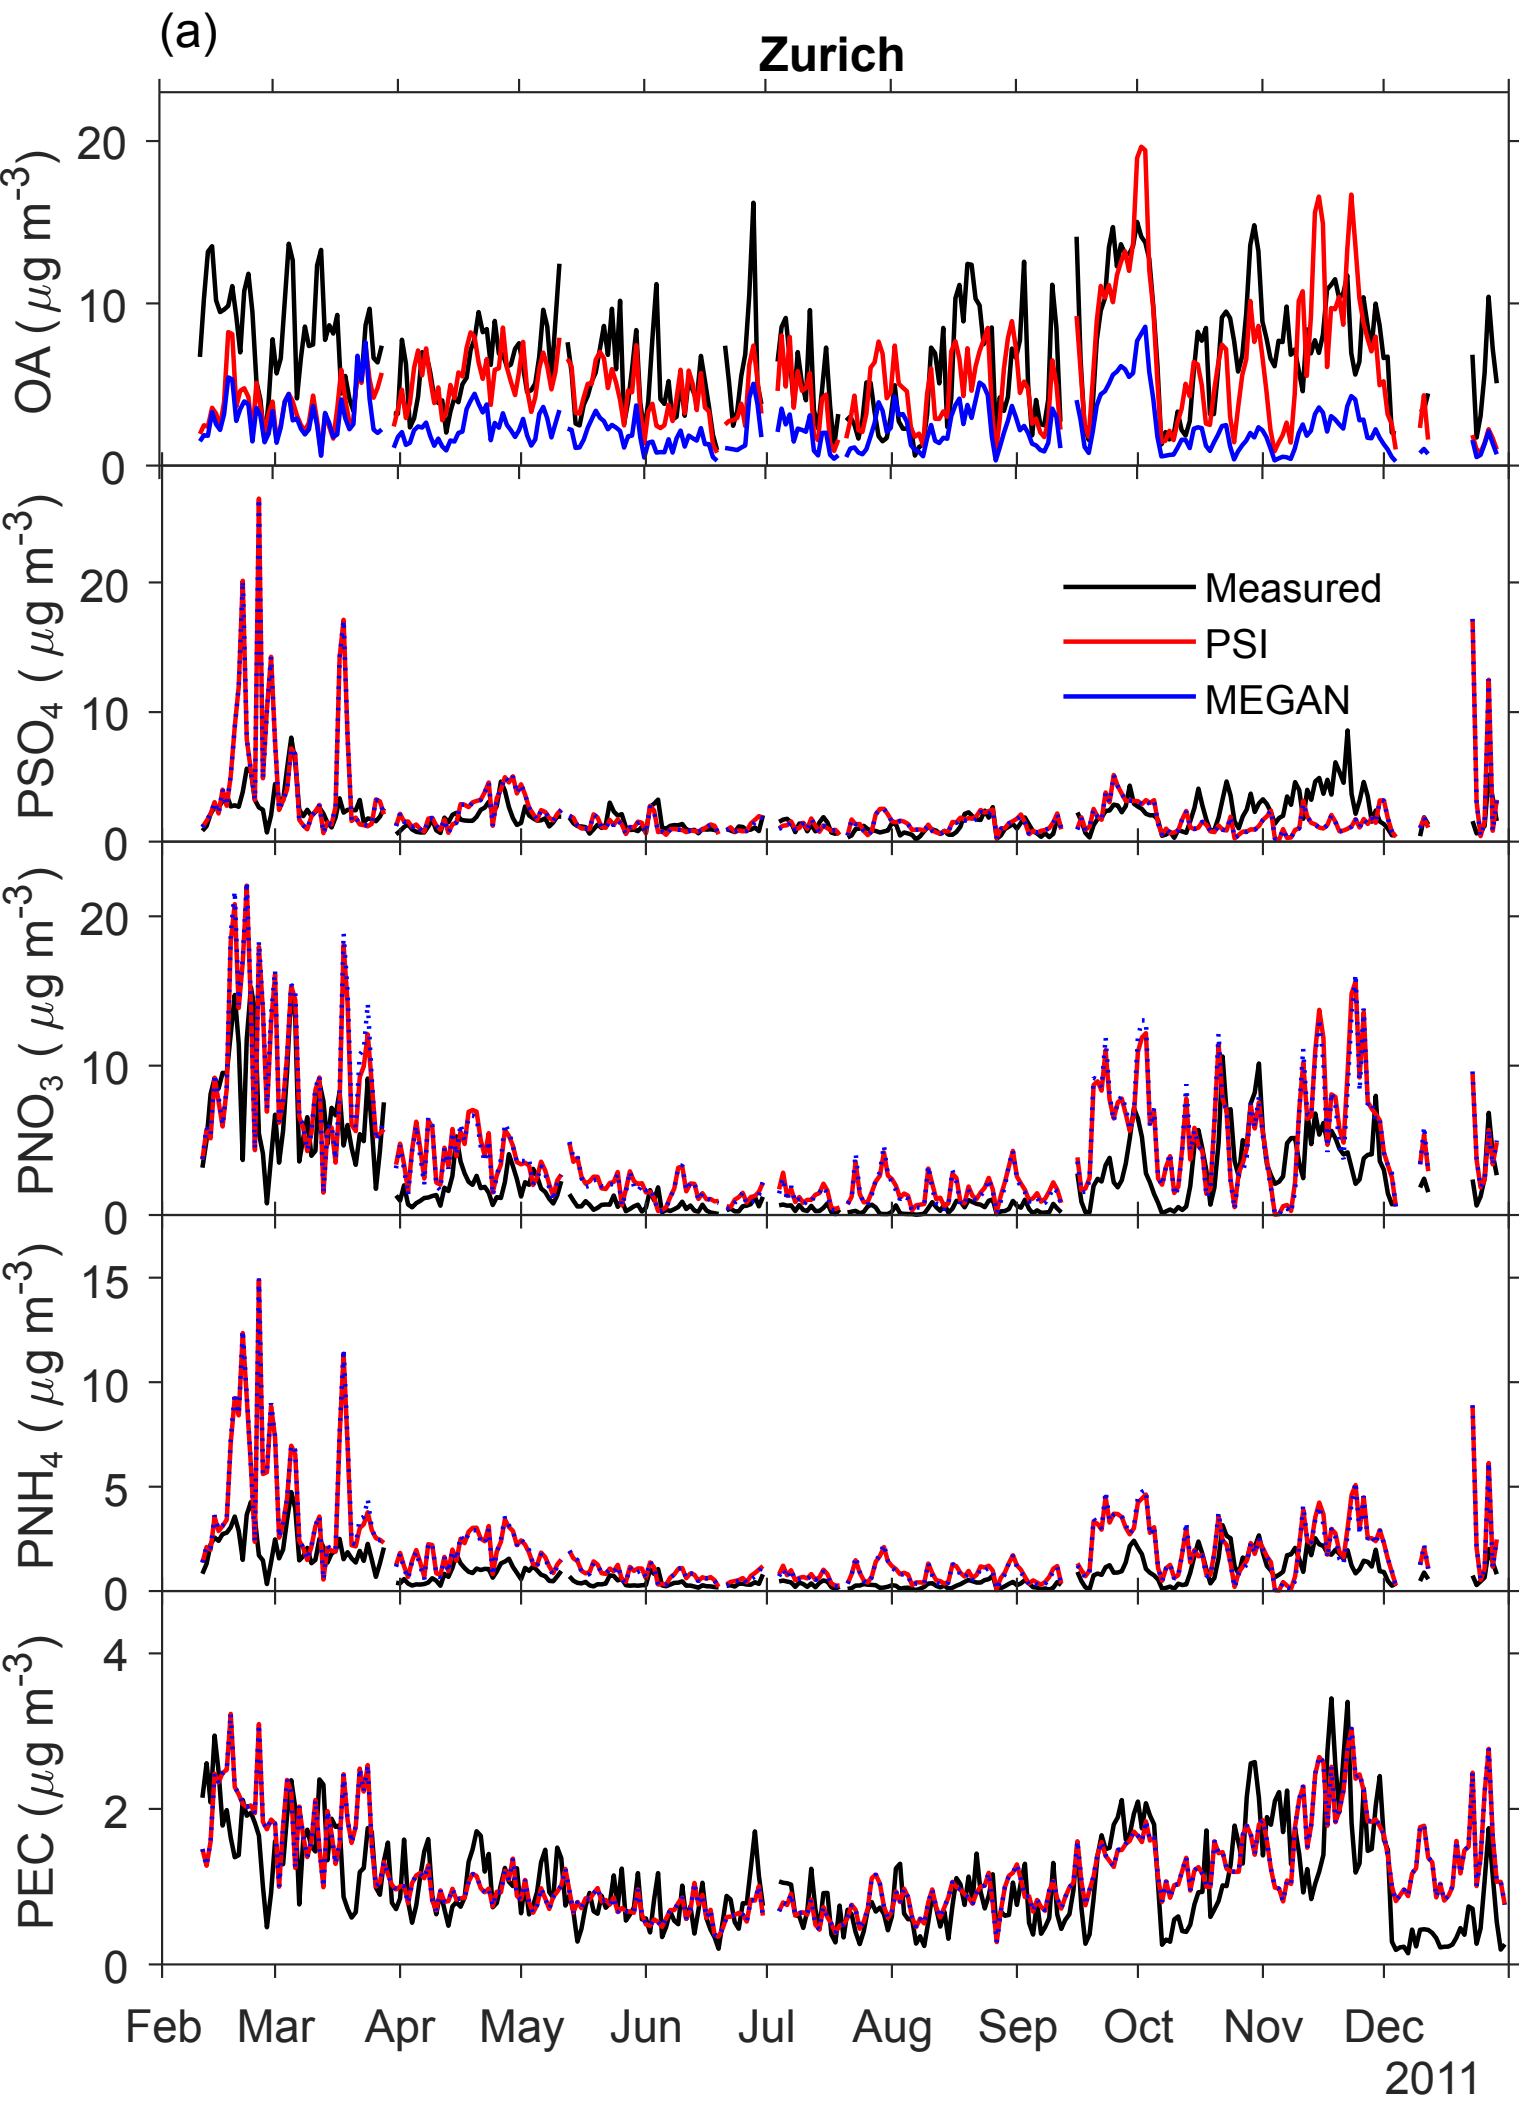 (a)
Zurich
OA (μg m⁻³)
20
10
0
PSO₄ (μg m⁻³)
20
10
0
Measured
PSI
MEGAN
PNO₃ (μg m⁻³)
20
10
0
PNH₄ (μg m⁻³)
15
10
5
0
PEC (μg m⁻³)
4
2
0
Feb Mar Apr May Jun Jul Aug Sep Oct Nov Dec
2011